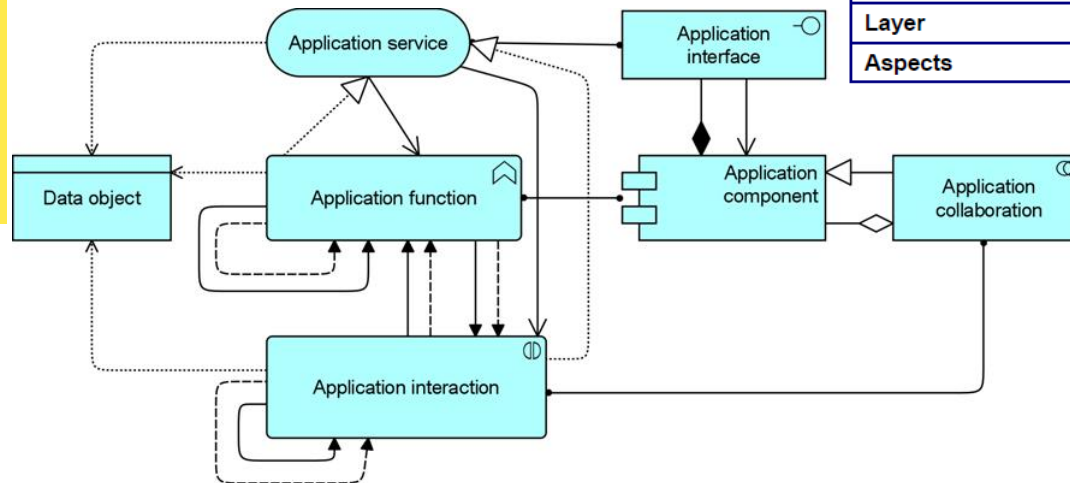 Layer
Aspects
Application service
Application
interface
Data object
Application function
Application
component
Application
collaboration
Application interaction